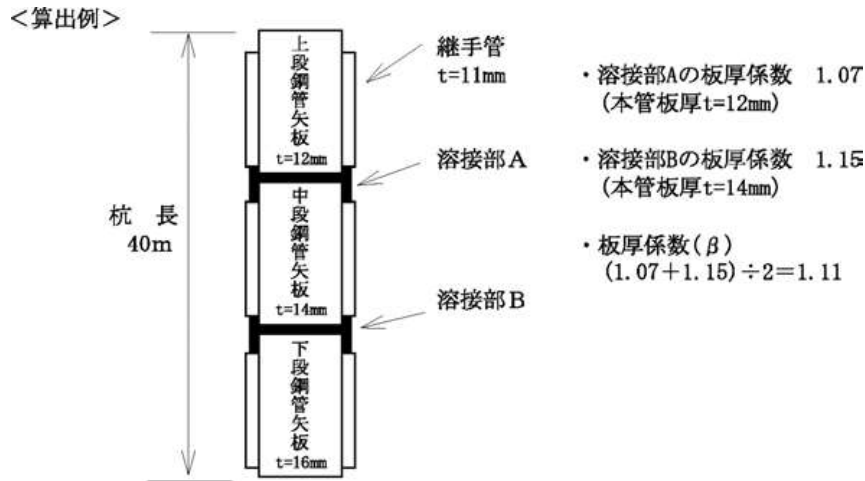 ＜算出例＞
上段鋼管矢板
t=12mm
中段鋼管矢板
t=14mm
下段鋼管矢板
t=16mm
杭　長
40m
継手管
t=11mm
溶接部A
溶接部B
・溶接部Aの板厚係数　1.07
(本管板厚t=12mm)
・溶接部Bの板厚係数　1.15
(本管板厚t=14mm)
・板厚係数(β)
(1.07＋1.15)÷2＝1.11